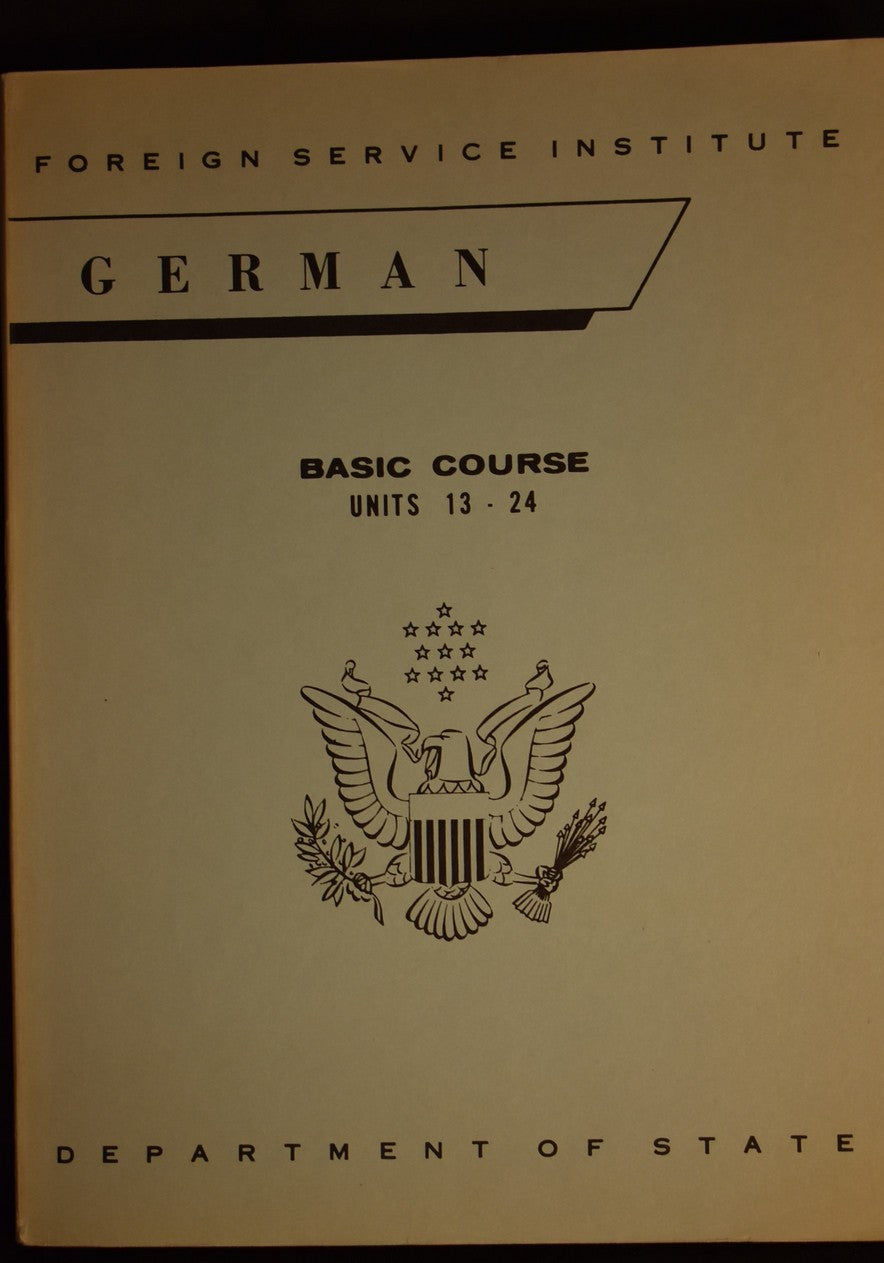 FOREIGN SERVICE INSTITUTE
GERMAN
BASIC COURSE
UNITS 13 - 24
DEPARTMENT OF STATE